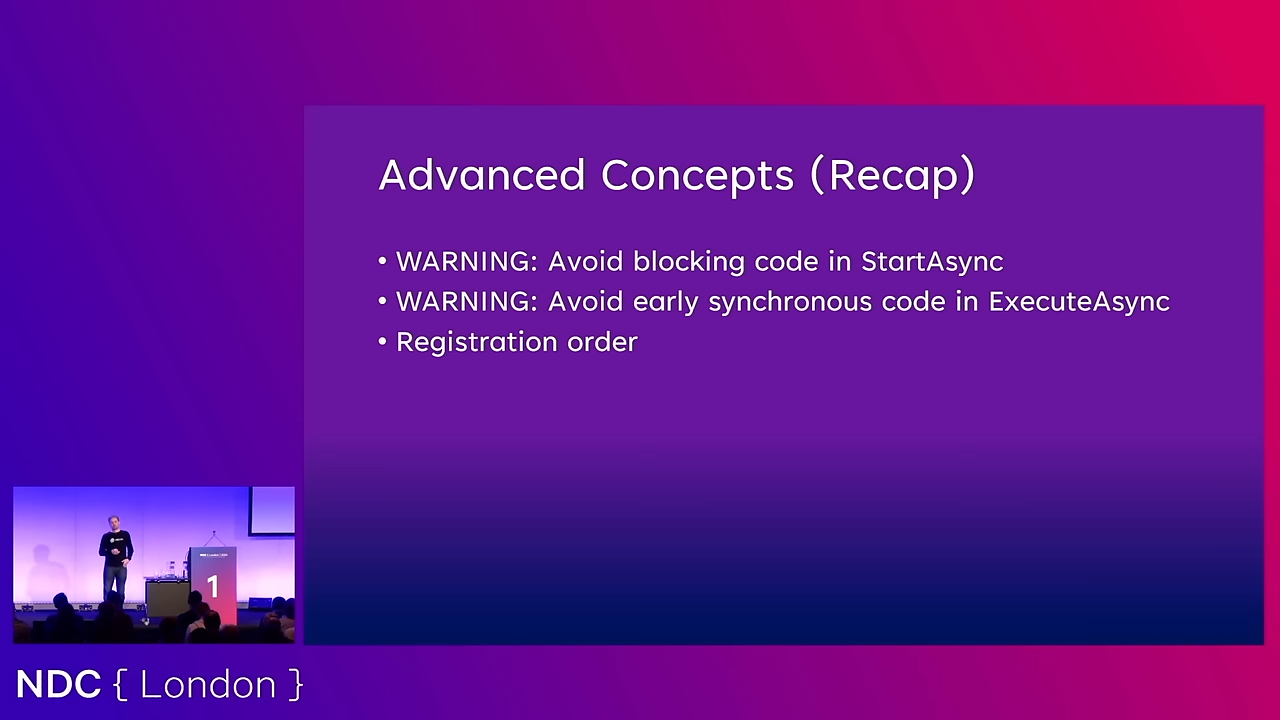 Advanced Concepts (Recap)
• WARNING: Avoid blocking code in StartAsync
• WARNING: Avoid early synchronous code in ExecuteAsync
• Registration order
1
NDC { London }